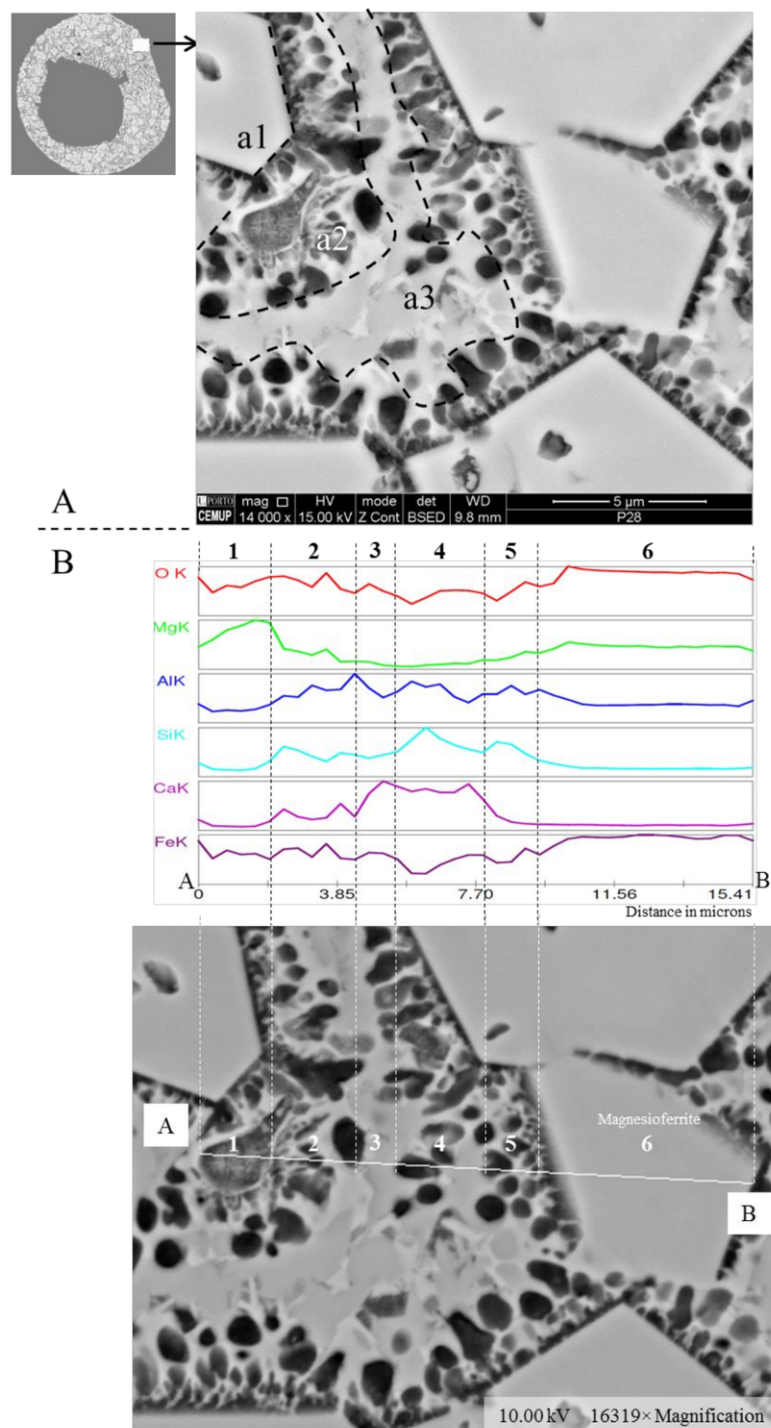 a1
a2
a3
A
U.PORTO
CEMUP
mag HV mode det WD
14 000 x 15.00 kV Z Cont BSED 9.8 mm
5 µm
P28
B
1 2 3 4 5 6
O K
MgK
AlK
SiK
CaK
FeK
A B
0 3.85 7.70 11.56 15.41
Distance in microns
A
Magnesioferrite
1 2 3 4 5 6
B
10.00 kV 16319× Magnification